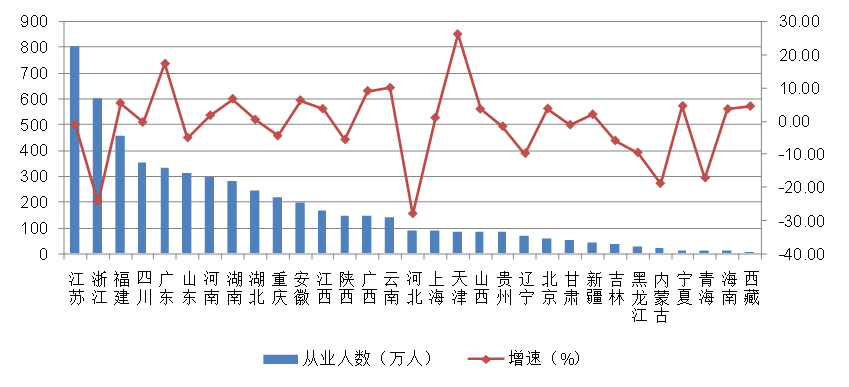 900
800
700
600
500
400
300
200
100
0
30.00
20.00
10.00
0.00
-10.00
-20.00
-30.00
-40.00
江苏
浙江
福建
四川
广东
山东
河南
湖南
湖北
重庆
安徽
江西
陕西
广西
云南
河北
上海
天津
山西
贵州
辽宁
北京
甘肃
新疆
吉林
黑龙江
内蒙古
宁夏
青海
海南
西藏
从业人数（万人） 增速（%）